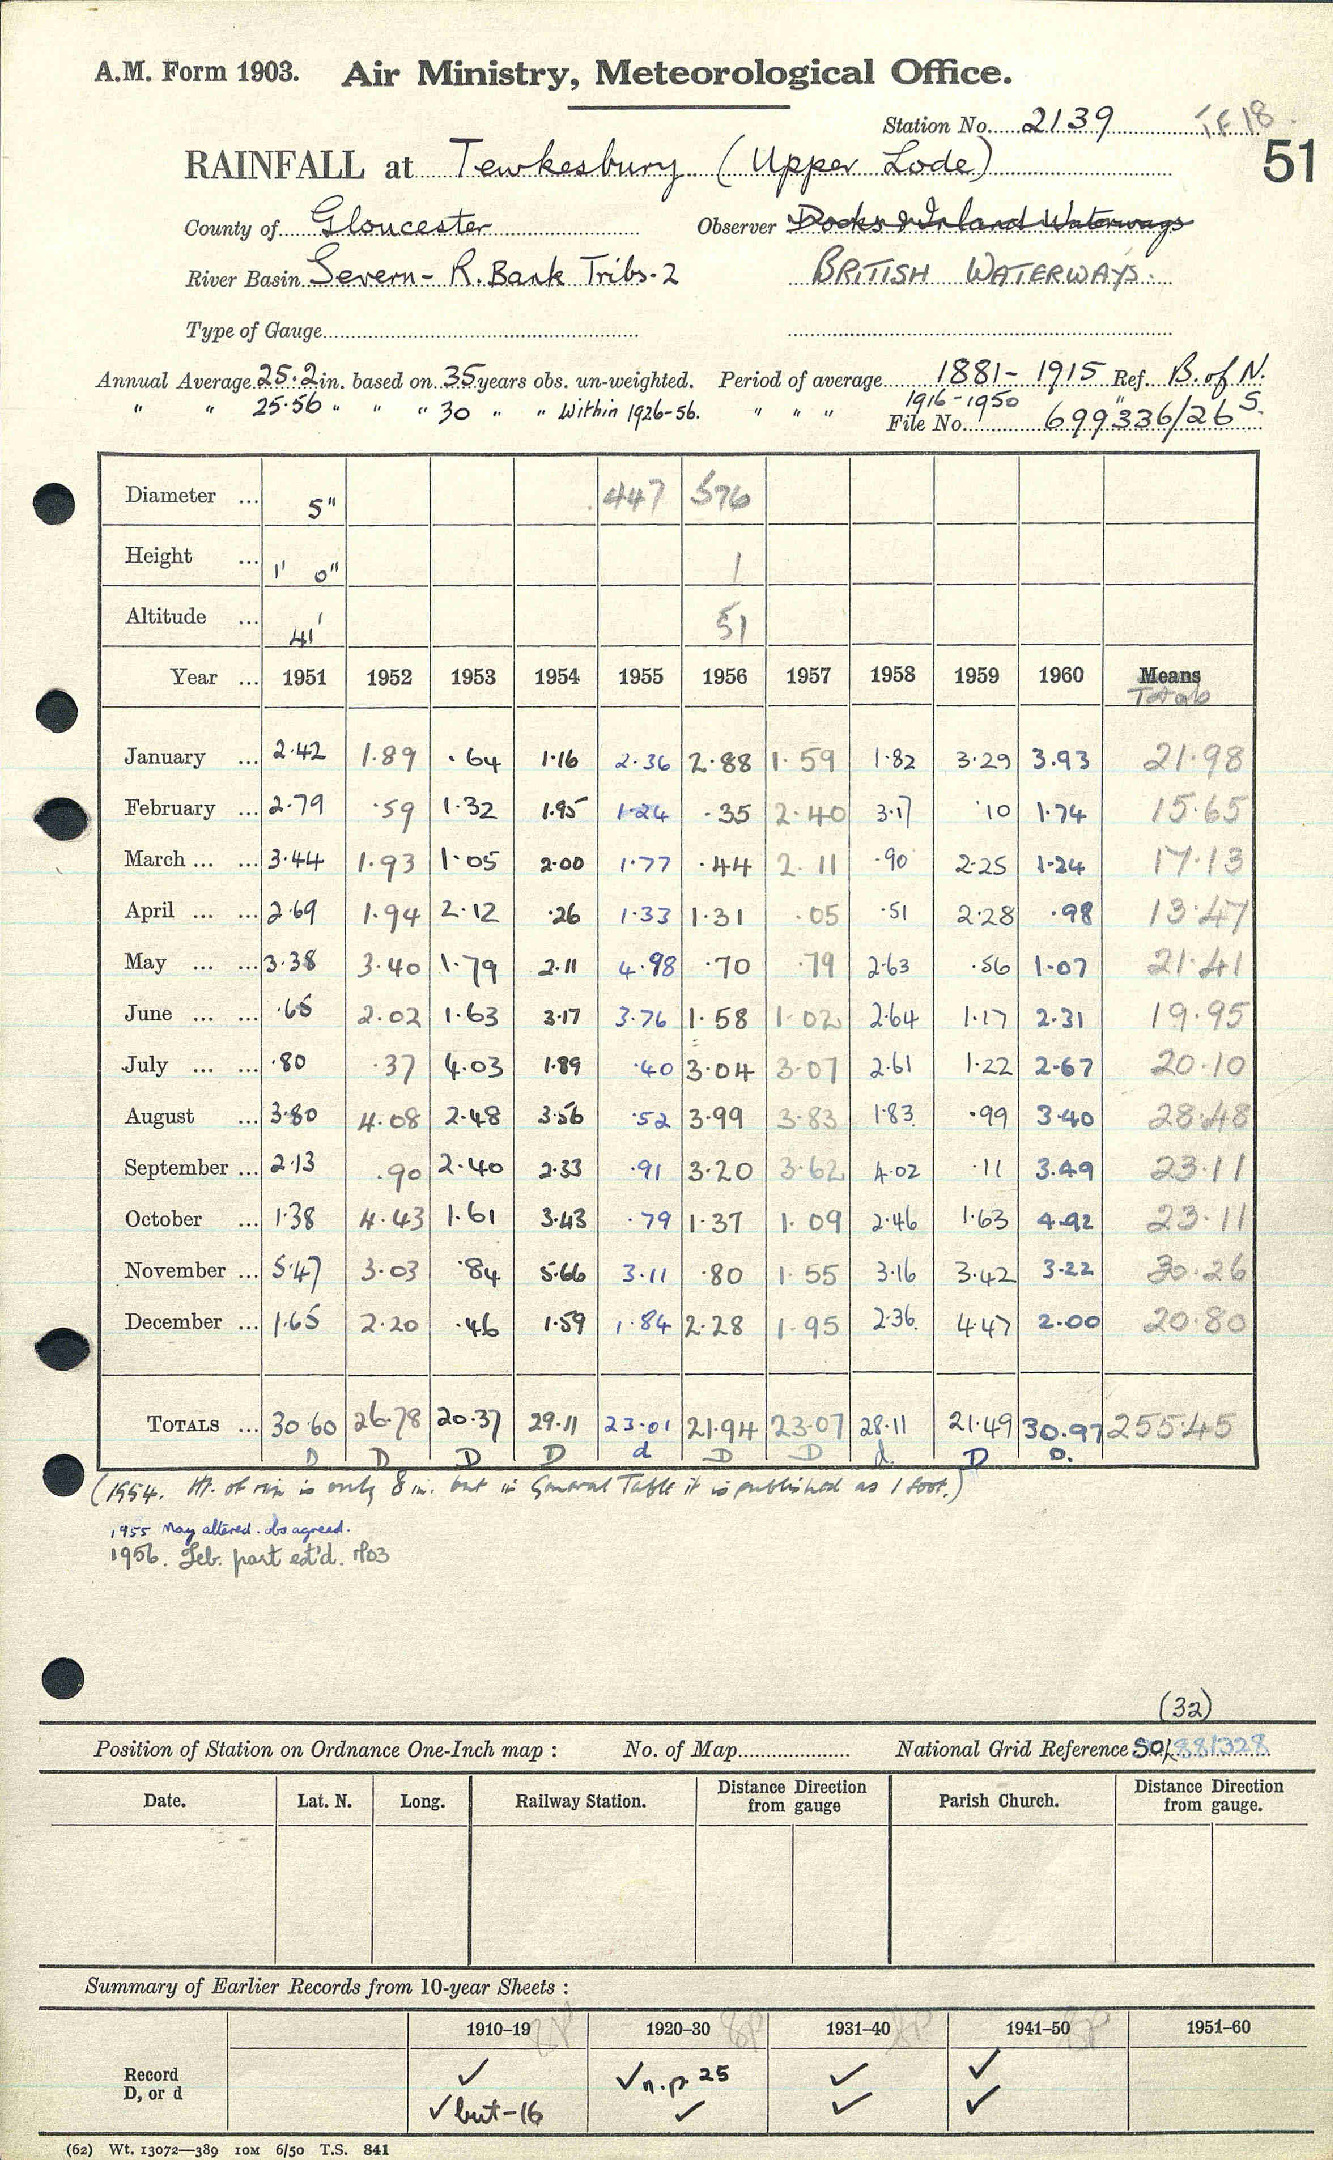 A.M. Form 1903. Air Ministry, Meteorological Office.
Station No. 2139 T.F 18
51
RAINFALL at Tewkesbury (Upper Lode)
County of Gloucester Observer Docks & Inland Waterways
River Basin Severn - R. Bank Tribs. 2 BRITISH WATERWAYS.
Type of Gauge
Annual Average 25.2 in. based on 35 years obs. un-weighted. Period of average 1881-1915 Ref. B. of N.
" " 25.56 " " " 30 " " Within 1926-56. " " " 1916-1950 " S.
File No. 699336/26
Diameter ... 5" 447 576
Height ... 1' 0" 1
Altitude ... 41' 51
Year ... 1951 1952 1953 1954 1955 1956 1957 1958 1959 1960 Means
Totals
January ... 2.42 1.89 .64 1.16 2.36 2.88 1.59 1.82 3.29 3.93 21.98
February ... 2.79 .59 1.32 1.95 1.24 .35 2.40 3.17 .10 1.74 15.65
March ... ... 3.44 1.93 1.05 2.00 1.77 .44 2.11 .90 2.25 1.24 17.13
April ... ... 2.69 1.94 2.12 .26 1.33 1.31 .05 .51 2.28 .98 13.47
May ... ... 3.38 3.40 1.79 2.11 4.98 .70 .79 2.63 .56 1.07 21.41
June ... ... .65 2.02 1.63 3.17 3.76 1.58 1.02 2.64 1.17 2.31 19.95
July ... ... .80 .37 4.03 1.89 .40 3.04 3.07 2.61 1.22 2.67 20.10
August ... 3.80 4.08 2.48 3.56 .52 3.99 3.83 1.83 .99 3.40 28.48
September ... 2.13 .90 2.40 2.33 .91 3.20 3.62 4.02 .11 3.49 23.11
October ... 1.38 4.43 1.61 3.43 .79 1.37 1.09 2.46 1.63 4.92 23.11
November ... 5.47 3.03 .84 5.66 3.11 .80 1.55 3.16 3.42 3.22 30.26
December ... 1.65 2.20 .46 1.59 1.84 2.28 1.95 2.36 4.47 2.00 20.80
TOTALS ... 30.60 26.78 20.37 29.11 23.01 21.94 23.07 28.11 21.49 30.97 255.45
D D D D d D D d. D D.
(1954. Ht. of rim is only 8 in. but in General Table it is published as 1 foot.)
1955 May altered. obs agreed.
1956. Feb. part est'd. M03
(32)
Position of Station on Ordnance One-Inch map : No. of Map National Grid Reference SO/881328
Date. Lat. N. Long. Railway Station. Distance Direction from gauge Parish Church. Distance Direction from gauge.
Summary of Earlier Records from 10-year Sheets :
1910–19 1920–30 1931–40 1941–50 1951–60
Record ✓ ✓ n.p. 25 ✓ ✓
D, or d ✓ but -16 ✓ ✓ ✓
(62) Wt. 13072—389 10M 6/50 T.S. 841